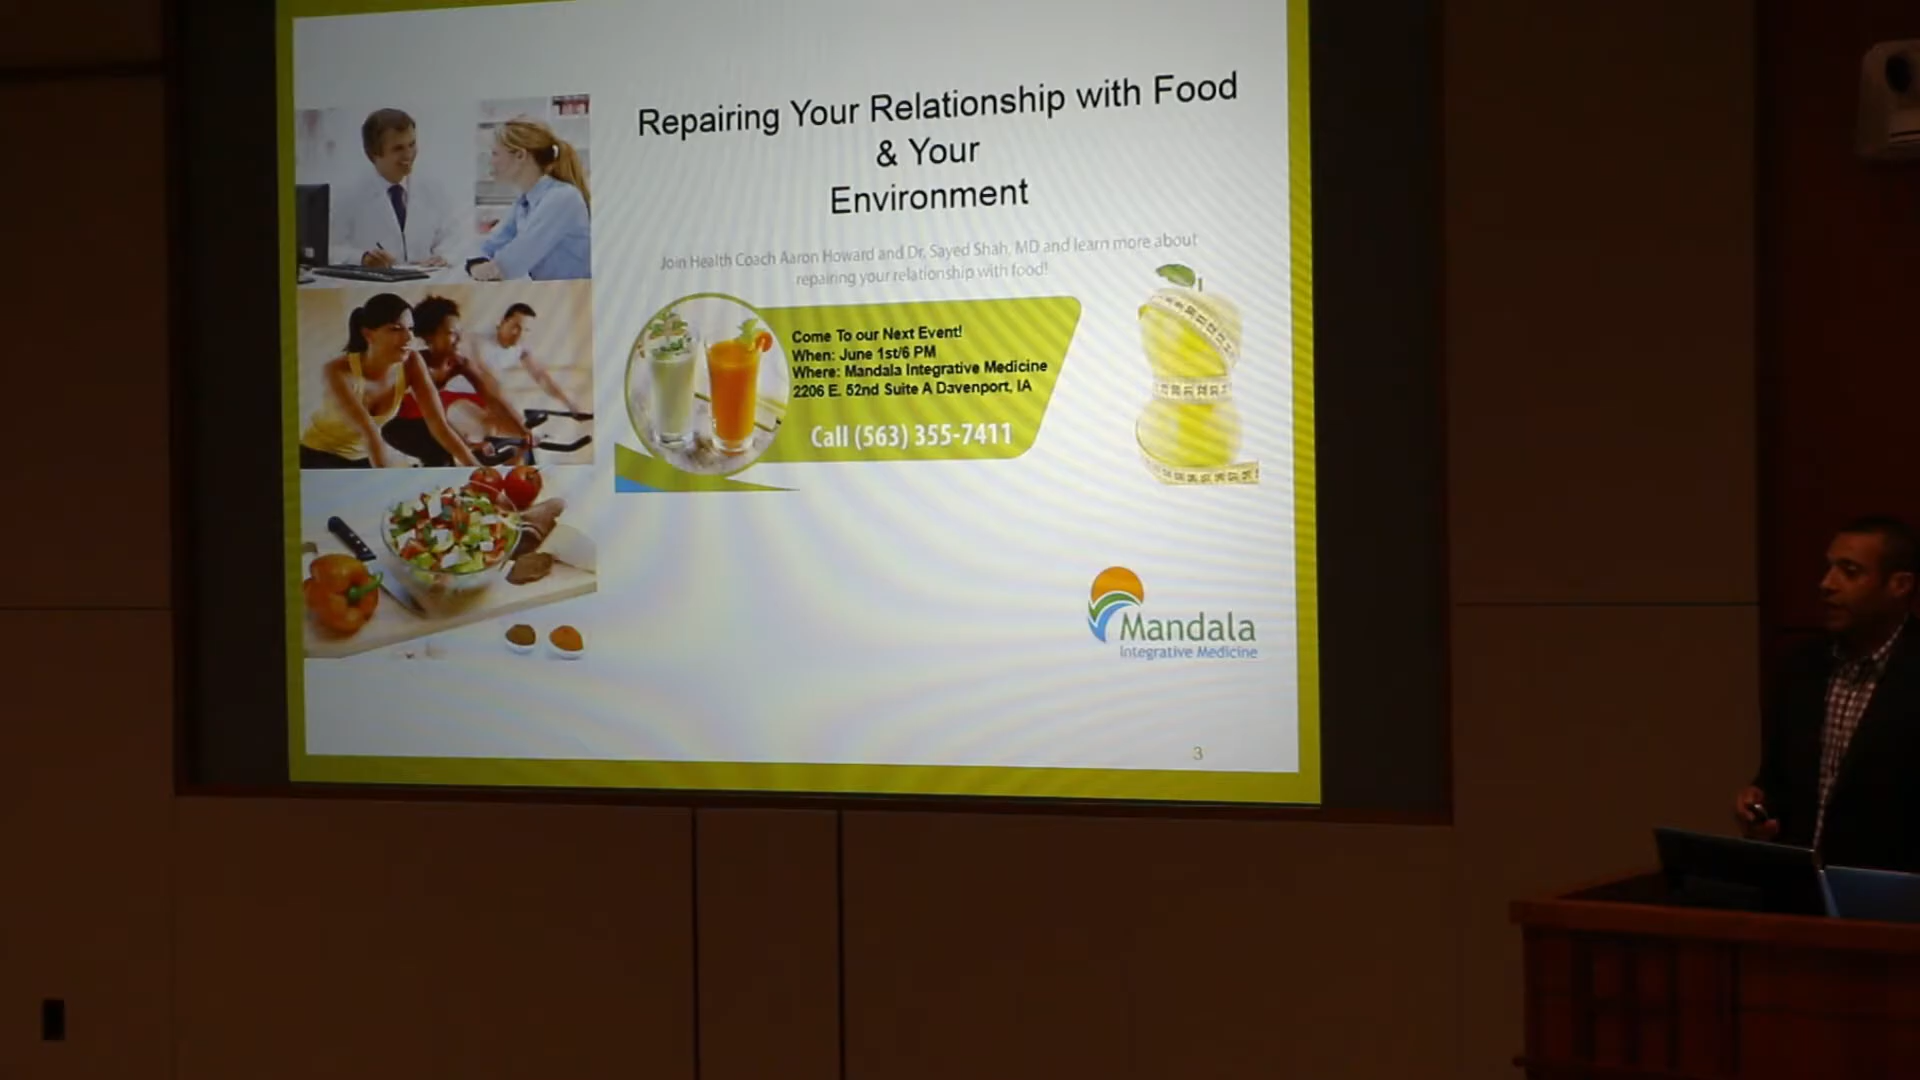 Repairing Your Relationship with Food
& Your
Environment
Join Health Coach Aaron Howard and Dr. Sayed Shah, MD and learn more about
repairing your relationship with food!
Come To our Next Event!
When: June 1st/6 PM
Where: Mandala Integrative Medicine
2206 E. 52nd Suite A Davenport, IA
Call (563) 355-7411
Mandala
Integrative Medicine
3